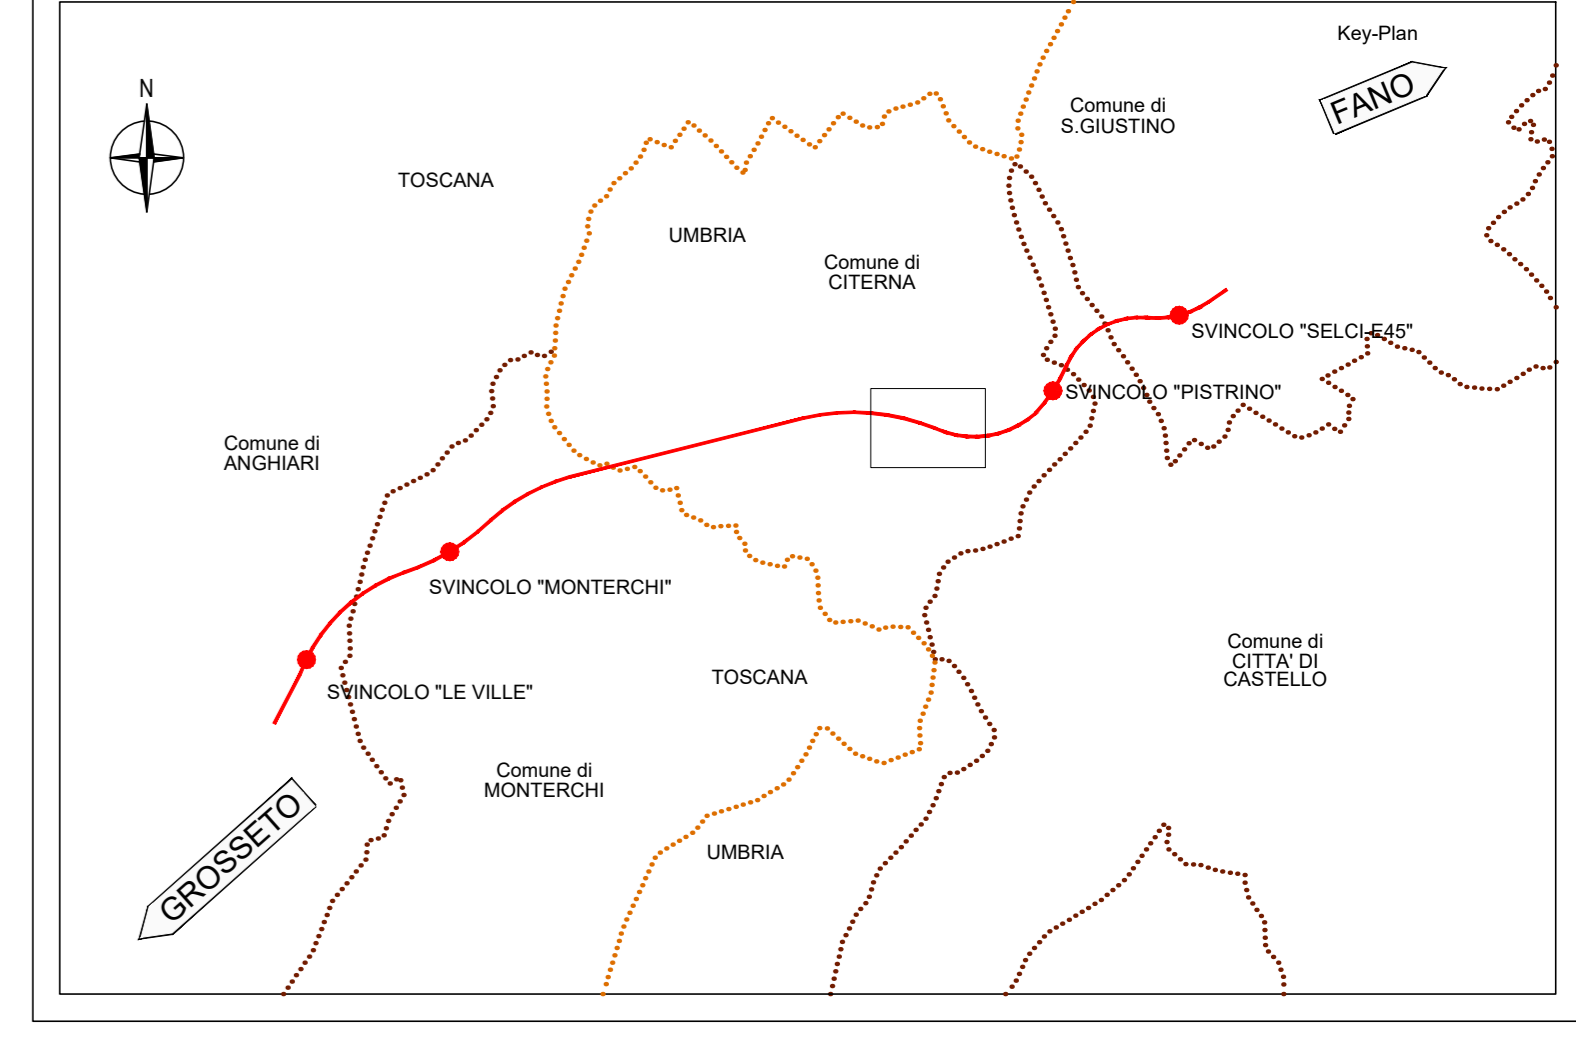 Key-Plan
FANO
N
Comune di
S.GIUSTINO
TOSCANA
UMBRIA
Comune di
CITERNA
SVINCOLO "SELCI-E45"
SVINCOLO "PISTRINO"
Comune di
ANGHIARI
SVINCOLO "MONTERCHI"
Comune di
CITTA' DI
CASTELLO
TOSCANA
SVINCOLO "LE VILLE"
Comune di
MONTERCHI
GROSSETO
UMBRIA